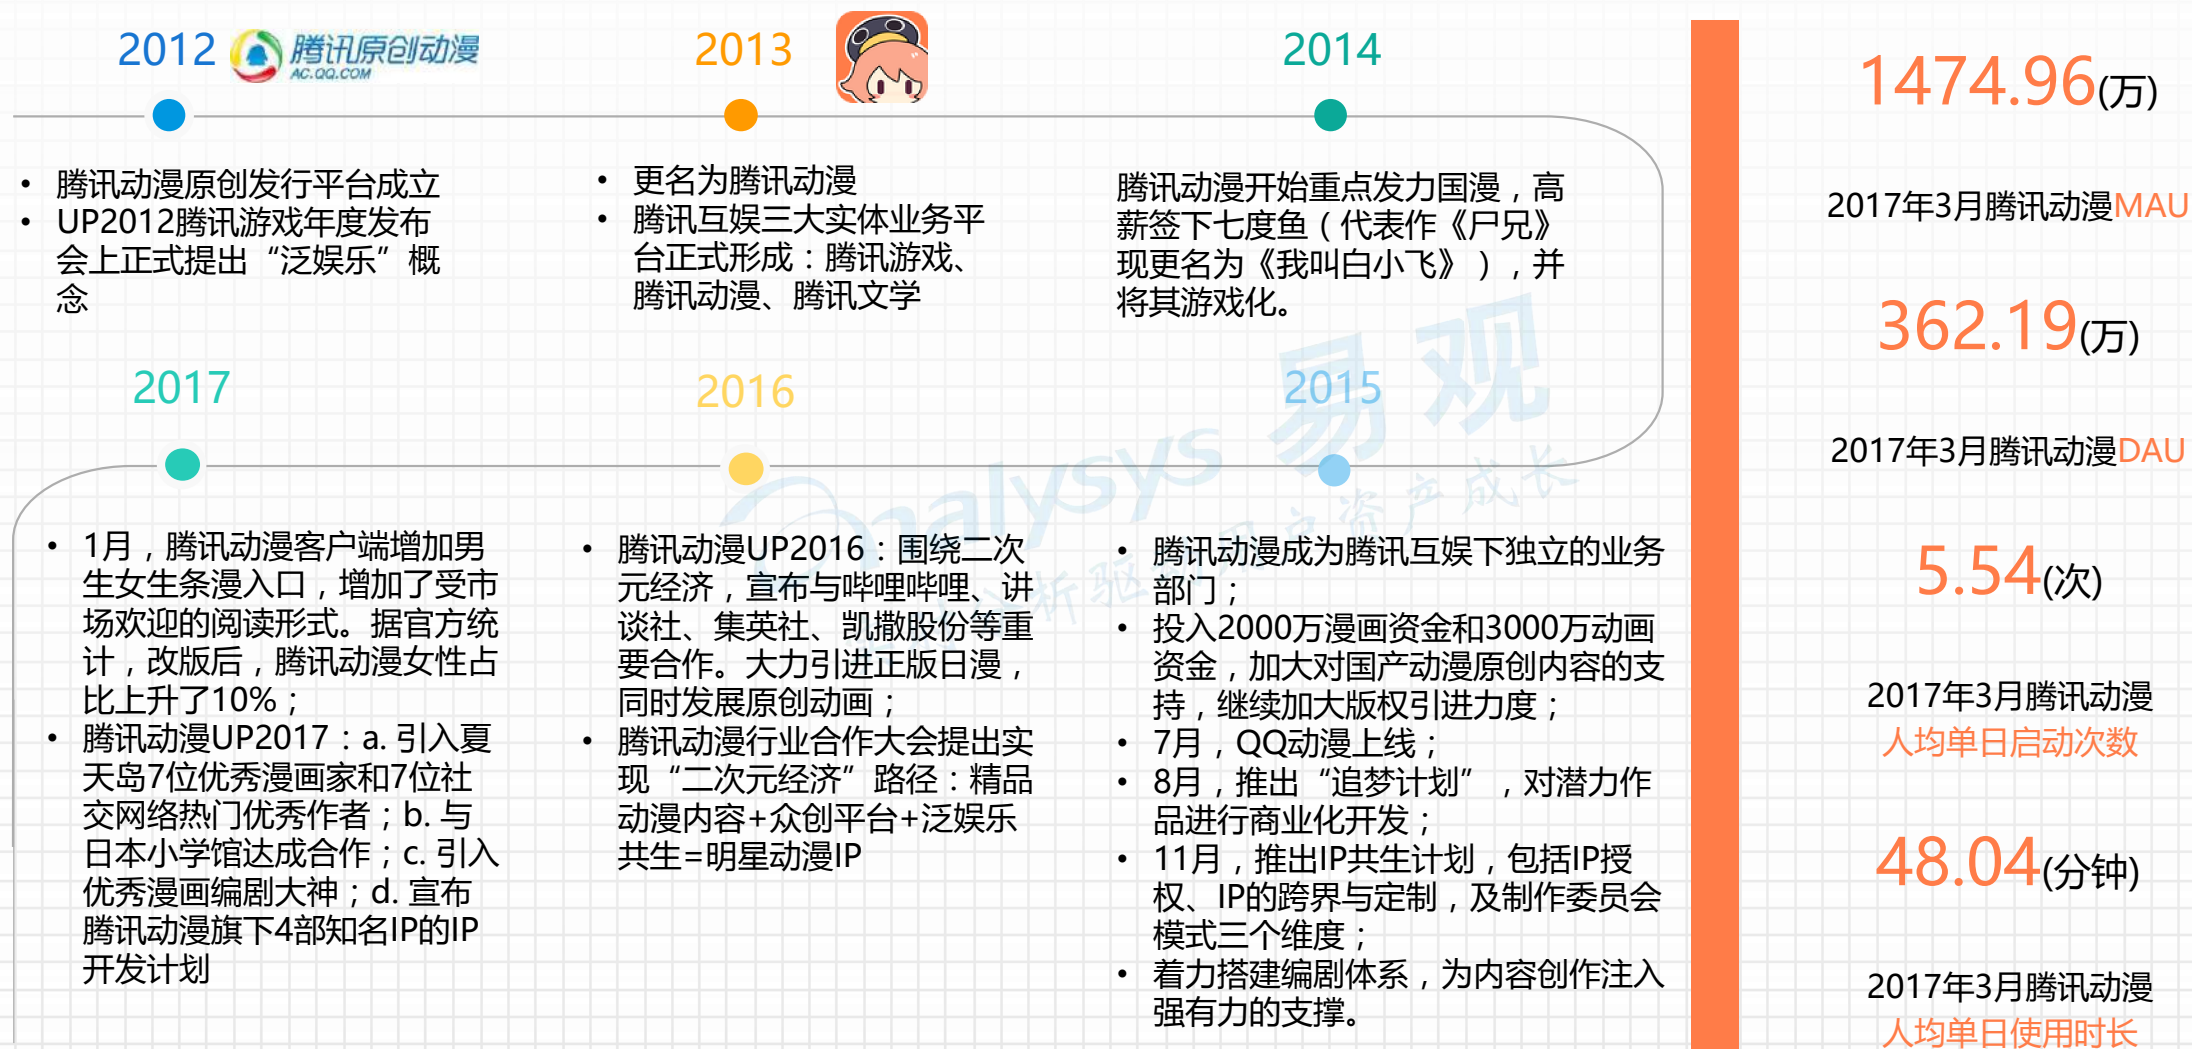 2012
腾讯原创动漫
AC.QQ.COM
• 腾讯动漫原创发行平台成立
• UP2012腾讯游戏年度发布
会上正式提出“泛娱乐”概
念
2013
• 更名为腾讯动漫
• 腾讯互娱三大实体业务平
台正式形成：腾讯游戏、
腾讯动漫、腾讯文学
2014
腾讯动漫开始重点发力国漫，高
薪签下七度鱼（代表作《尸兄》
现更名为《我叫白小飞》），并
将其游戏化。
2015
• 腾讯动漫成为腾讯互娱下独立的业务
部门；
• 投入2000万漫画资金和3000万动画
资金，加大对国产动漫原创内容的支
持，继续加大版权引进力度；
• 7月，QQ动漫上线；
• 8月，推出“追梦计划”，对潜力作
品进行商业化开发；
• 11月，推出IP共生计划，包括IP授
权、IP的跨界与定制，及制作委员会
模式三个维度；
• 着力搭建编剧体系，为内容创作注入
强有力的支撑。
2016
• 腾讯动漫UP2016：围绕二次
元经济，宣布与哔哩哔哩、讲
谈社、集英社、凯撒股份等重
要合作。大力引进正版日漫，
同时发展原创动画；
• 腾讯动漫行业合作大会提出实
现“二次元经济”路径：精品
动漫内容+众创平台+泛娱乐
共生=明星动漫IP
2017
• 1月，腾讯动漫客户端增加男
生女生条漫入口，增加了受市
场欢迎的阅读形式。据官方统
计，改版后，腾讯动漫女性占
比上升了10%；
• 腾讯动漫UP2017：a. 引入夏
天岛7位优秀漫画家和7位社
交网络热门优秀作者；b. 与
日本小学馆达成合作；c. 引入
优秀漫画编剧大神；d. 宣布
腾讯动漫旗下4部知名IP的IP
开发计划
1474.96(万)
2017年3月腾讯动漫MAU
362.19(万)
2017年3月腾讯动漫DAU
5.54(次)
2017年3月腾讯动漫
人均单日启动次数
48.04(分钟)
2017年3月腾讯动漫
人均单日使用时长
Analysys 易观